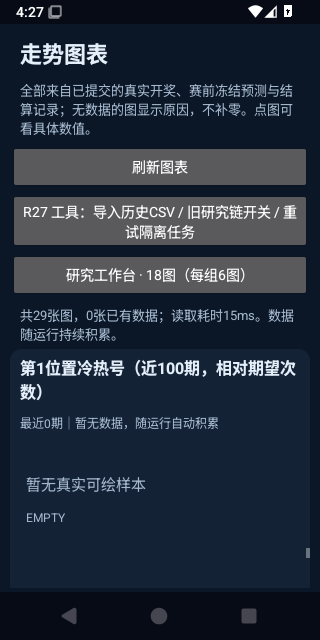 4:27
走势图表
全部来自已提交的真实开奖、赛前冻结预测与结
算记录；无数据的图显示原因，不补零。点图可
看具体数值。
刷新图表
R27 工具：导入历史CSV / 旧研究链开关 / 重
试隔离任务
研究工作台 · 18图（每组6图）
共29张图，0张已有数据；读取耗时15ms。数据
随运行持续积累。
第1位置冷热号（近100期，相对期望次
数）
最近0期｜暂无数据，随运行自动积累
暂无真实可绘样本
EMPTY